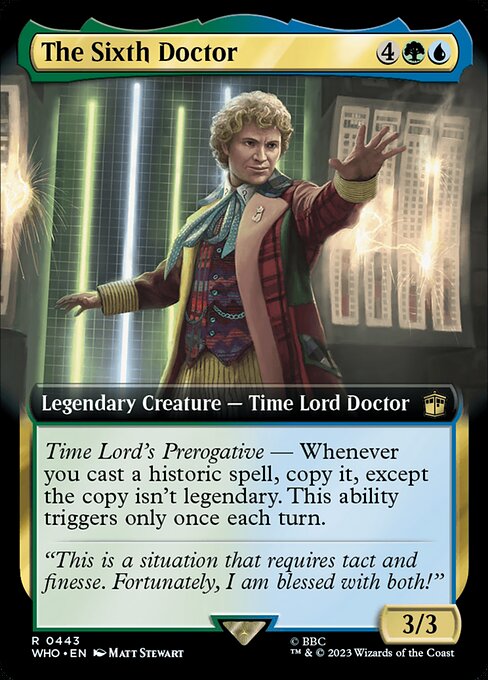 The Sixth Doctor 4
Legendary Creature — Time Lord Doctor
Time Lord's Prerogative — Whenever
you cast a historic spell, copy it, except
the copy isn't legendary. This ability
triggers only once each turn.
“This is a situation that requires tact and
finesse. Fortunately, I am blessed with both!”
3/3
R 0443
WHO • EN Matt Stewart
© BBC
™ & © 2023 Wizards of the Coast